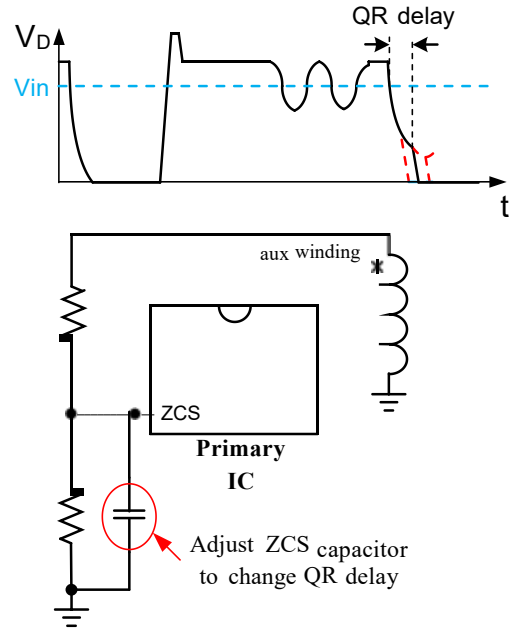 QR delay
VD
Vin
t
aux winding
ZCS
Primary
IC
Adjust ZCS capacitor
to change QR delay